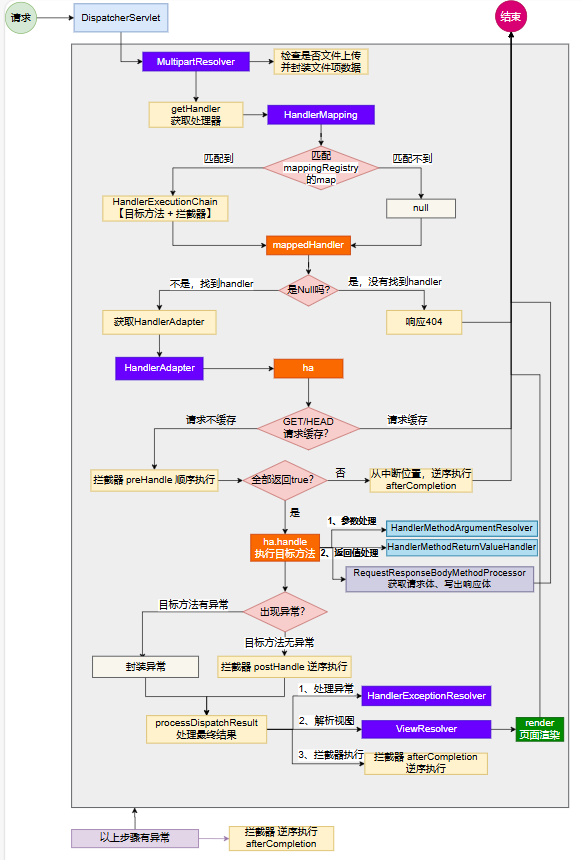 请求
DispatcherServlet
结束
MultipartResolver
检查是否文件上传
并封装文件项数据
getHandler
获取处理器
HandlerMapping
匹配到
匹配
mappingRegistry
的map
匹配不到
HandlerExecutionChain
【目标方法 + 拦截器】
null
mappedHandler
不是，找到handler
是Null吗?
是，没有找到handler
获取HandlerAdapter
响应404
HandlerAdapter
ha
请求不缓存
GET/HEAD
请求缓存?
请求缓存
拦截器 preHandle 顺序执行
全部返回true?
否
从中断位置，逆序执行
afterCompletion
是
1、参数处理
HandlerMethodArgumentResolver
ha.handle
执行目标方法
2、返回值处理
HandlerMethodReturnValueHandler
RequestResponseBodyMethodProcessor
获取请求体、写出响应体
目标方法有异常
出现异常?
目标方法无异常
封装异常
拦截器 postHandle 逆序执行
1、处理异常
HandlerExceptionResolver
processDispatchResult
处理最终结果
2、解析视图
ViewResolver
render
页面渲染
3、拦截器执行
拦截器 afterCompletion
逆序执行
以上步骤有异常
拦截器 逆序执行
afterCompletion